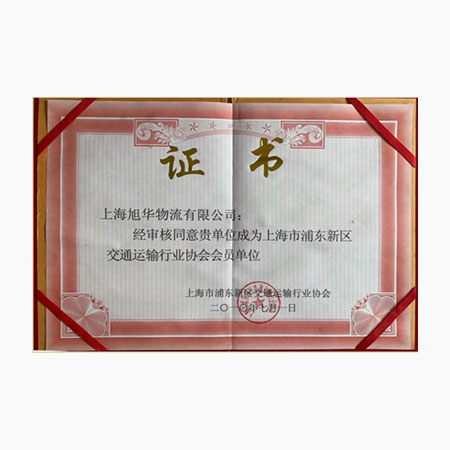 证书
上海旭华物流有限公司：
经审核同意贵单位成为上海市浦东新区
交通运输行业协会会员单位
上海市浦东新区交通运输行业协会
二〇一〇年七月一日